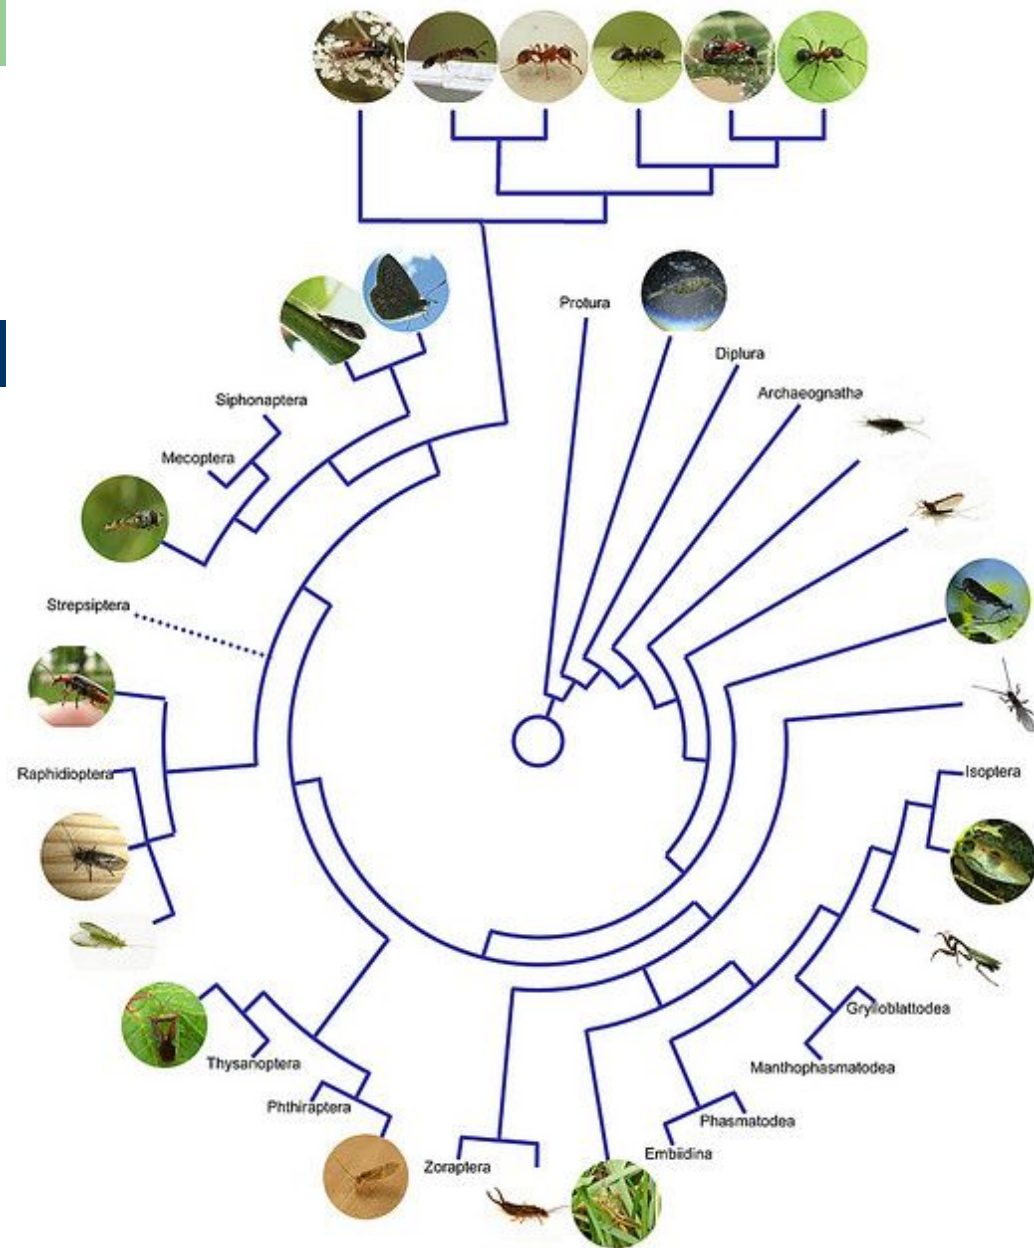 Protura
Diplura
Archaeognatha
Siphonaptera
Mecoptera
Strepsiptera
Raphidioptera
Isoptera
Grylloblattodea
Manthophasmatodea
Thysanoptera
Phthiraptera
Phasmatodea
Embiidina
Zoraptera